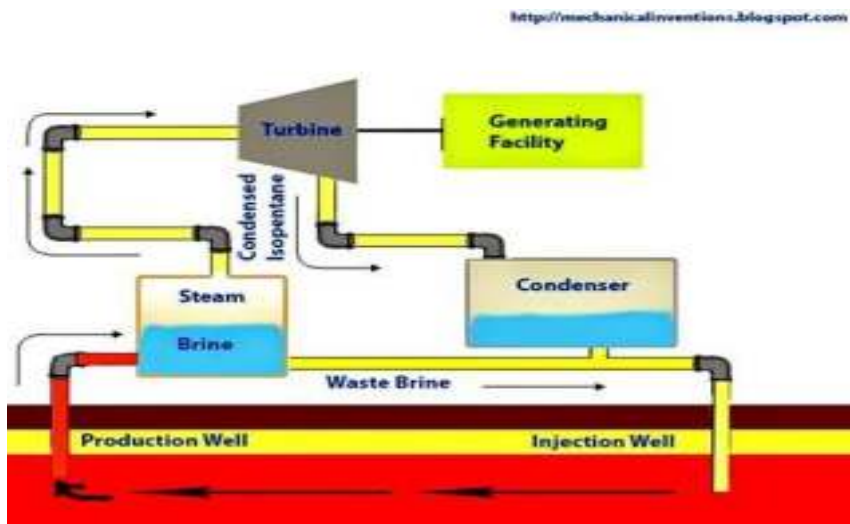 http://mechanicalinventions.blogspot.com
Turbine
Generating
Facility
Condensed
Isopentane
Steam
Condenser
Brine
Waste Brine
Production Well
Injection Well